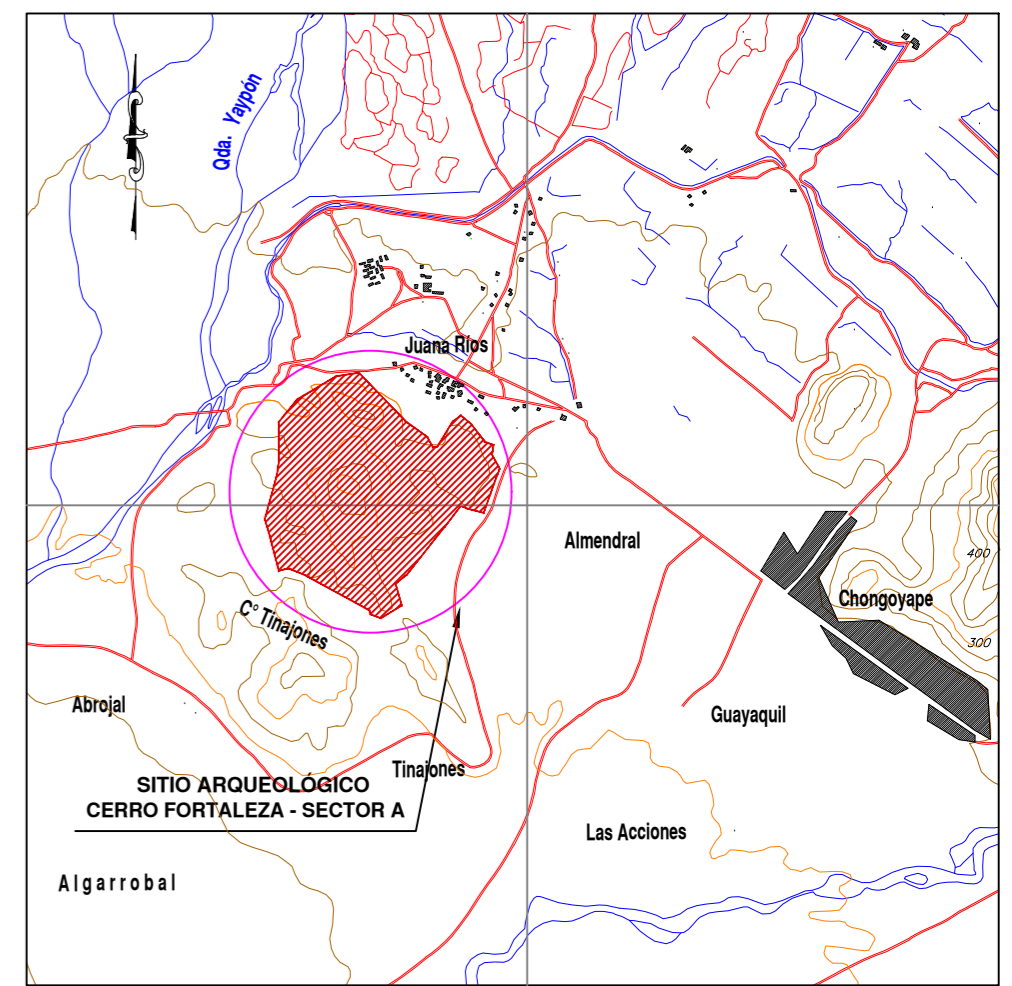 Qda. Yaypón
Juana Ríos
Almendral
400
Chongoyape
C° Tinajones
300
Abrojal
Guayaquil
Tinajones
SITIO ARQUEOLÓGICO
CERRO FORTALEZA - SECTOR A
Las Acciones
Algarrobal